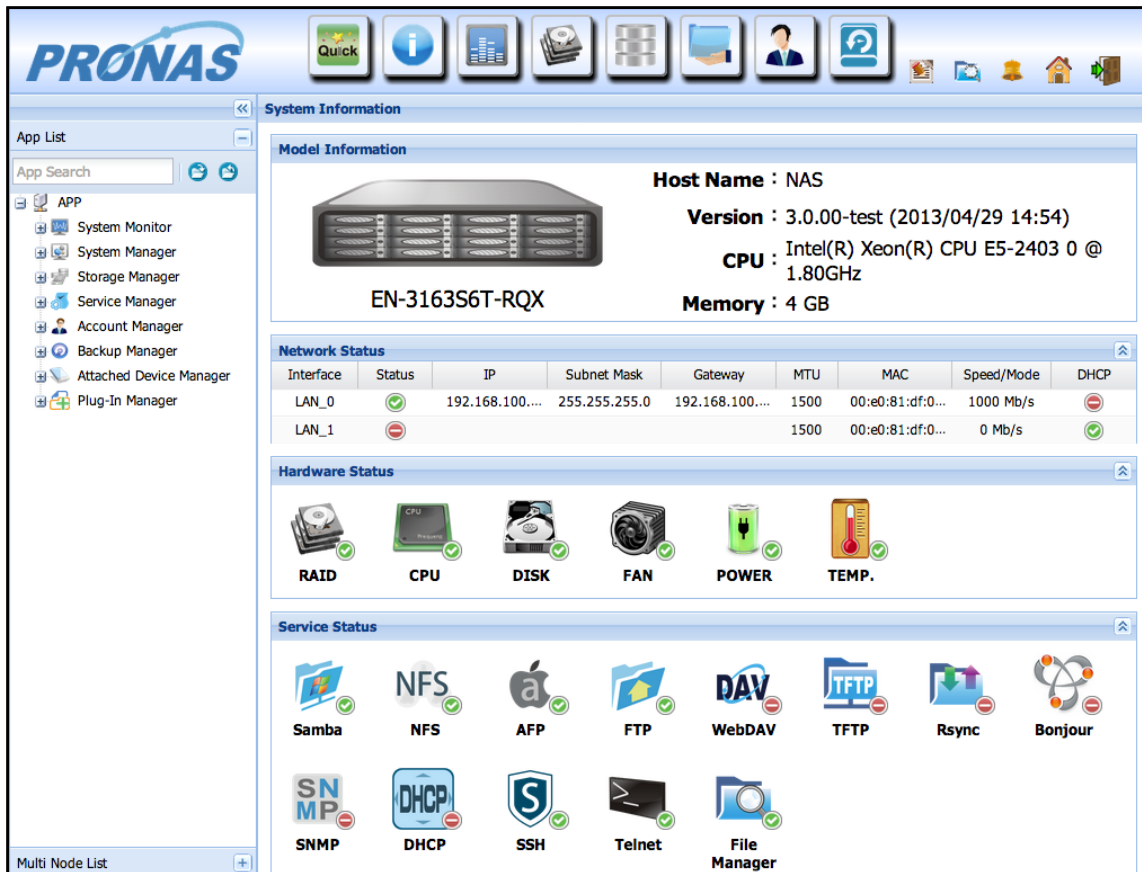 PRONAS
Quick
System Information
App List
App Search
APP
System Monitor
System Manager
Storage Manager
Service Manager
Account Manager
Backup Manager
Attached Device Manager
Plug-In Manager
Multi Node List
Model Information
EN-3163S6T-RQX
Host Name : NAS
Version : 3.0.00-test (2013/04/29 14:54)
CPU : Intel(R) Xeon(R) CPU E5-2403 0 @
1.80GHz
Memory : 4 GB
Network Status
Interface Status IP Subnet Mask Gateway MTU MAC Speed/Mode DHCP
LAN_0 192.168.100.... 255.255.255.0 192.168.100.... 1500 00:e0:81:df:0... 1000 Mb/s
LAN_1 1500 00:e0:81:df:0... 0 Mb/s
Hardware Status
CPU
RAID CPU DISK FAN POWER TEMP.
Service Status
NFS a DAV TFTP
Samba NFS AFP FTP WebDAV TFTP Rsync Bonjour
SN
MP DHCP S >_
SNMP DHCP SSH Telnet File
Manager